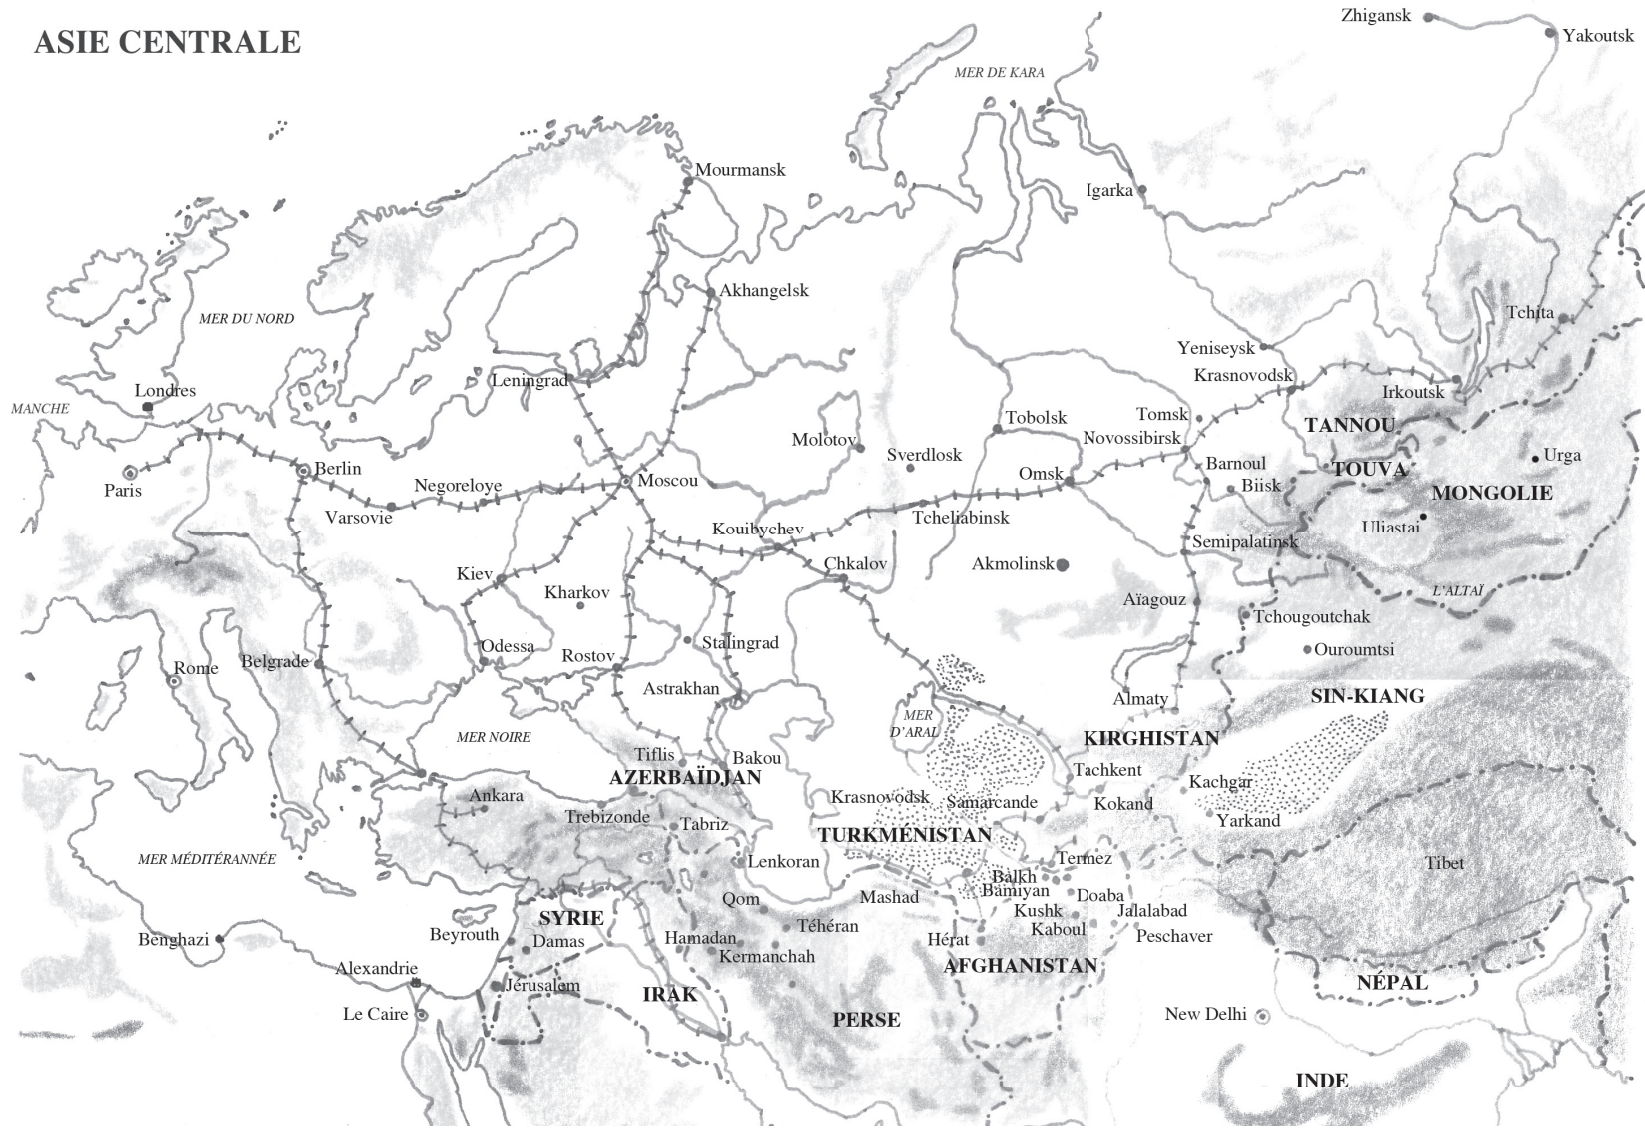 ASIE CENTRALE
Zhigansk
Yakoutsk
MER DE KARA
Mourmansk
Igarka
Akhangelsk
MER DU NORD
Tchita
Yeniseysk
Krasnovodsk
Leningrad
Irkoutsk
Londres
MANCHE
Tobolsk
Tomsk
TANNOU
Molotov
Novossibirsk
Sverdlosk
Urga
Berlin
Barnoul
TOUVA
Omsk
Moscou
Biisk
Paris
Negoreloye
MONGOLIE
Varsovie
Tcheliabinsk
Uliastai
Kouibychev
Semipalatinsk
Chkalov
Akmolinsk
Kiev
Kharkov
L'ALTAÏ
Aïagouz
Tchougoutchak
Stalingrad
Odessa
Ouroumtsi
Rostov
Belgrade
Rome
Astrakhan
SIN-KIANG
Almaty
MER
D'ARAL
MER NOIRE
KIRGHISTAN
Tiflis
Bakou
Tachkent
AZERBAÏDJAN
Kachgar
Ankara
Krasnovodsk
Samarcande
Kokand
Trebizonde
Tabriz
Yarkand
TURKMÉNISTAN
MER MÉDITÉRANNÉE
Lenkoran
Termez
Tibet
Balkh
Bamiyan
Mashad
Doaba
Qom
Kushk
Jalalabad
SYRIE
Téhéran
Kaboul
Beyrouth
Peschaver
Benghazi
Damas
Hamadan
Hérat
Kermanchah
AFGHANISTAN
Alexandrie
Jérusalem
NÉPAL
IRAK
Le Caire
PERSE
New Delhi
INDE